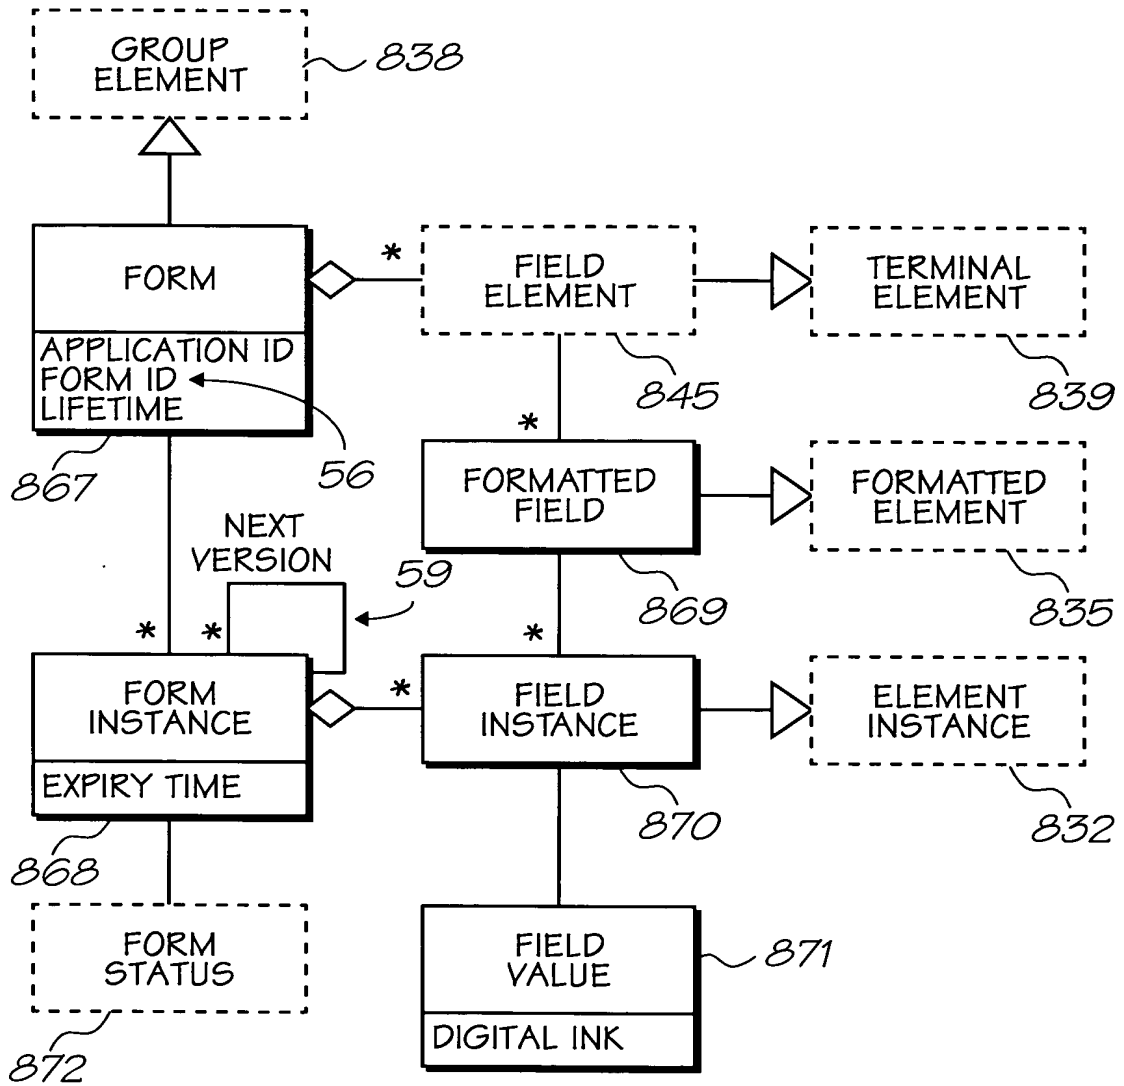 GROUP
ELEMENT
838
FORM
*
FIELD
ELEMENT
TERMINAL
ELEMENT
APPLICATION ID
FORM ID
LIFETIME
845
839
867
56
*
FORMATTED
FIELD
FORMATTED
ELEMENT
NEXT
VERSION
59
869
835
*
*
*
FORM
INSTANCE
*
FIELD
INSTANCE
ELEMENT
INSTANCE
EXPIRY TIME
868
870
832
FORM
STATUS
872
FIELD
VALUE
871
DIGITAL INK